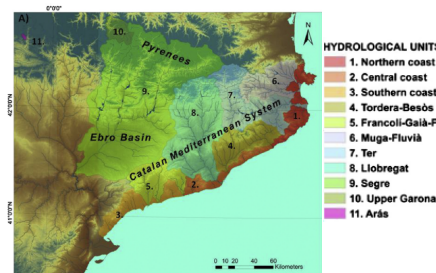 A)
0°0'0"
N
11.
10.
Pyrenees
HYDROLOGICAL UNITS
1. Northern coast
2. Central coast
3. Southern coast
4. Tordera-Besòs
5. Francolí-Gaià-F
6. Muga-Fluvià
7. Ter
8. Llobregat
9. Segre
10. Upper Garona
11. Arás
6.
7.
9.
8.
1.
42°0'0"N
Ebro Basin
Catalan Mediterranean System
4.
5.
2.
3.
41°0'0"N
0 10 20 40 60
Kilometers